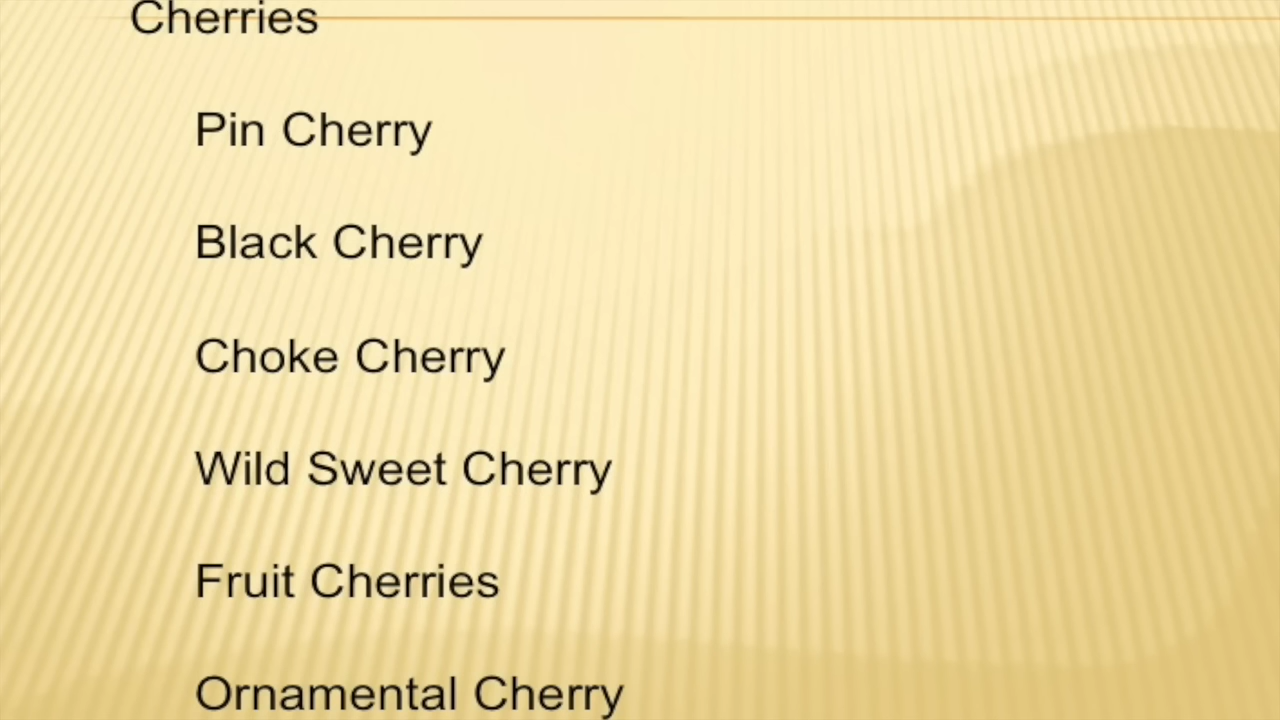 Cherries
Pin Cherry
Black Cherry
Choke Cherry
Wild Sweet Cherry
Fruit Cherries
Ornamental Cherry